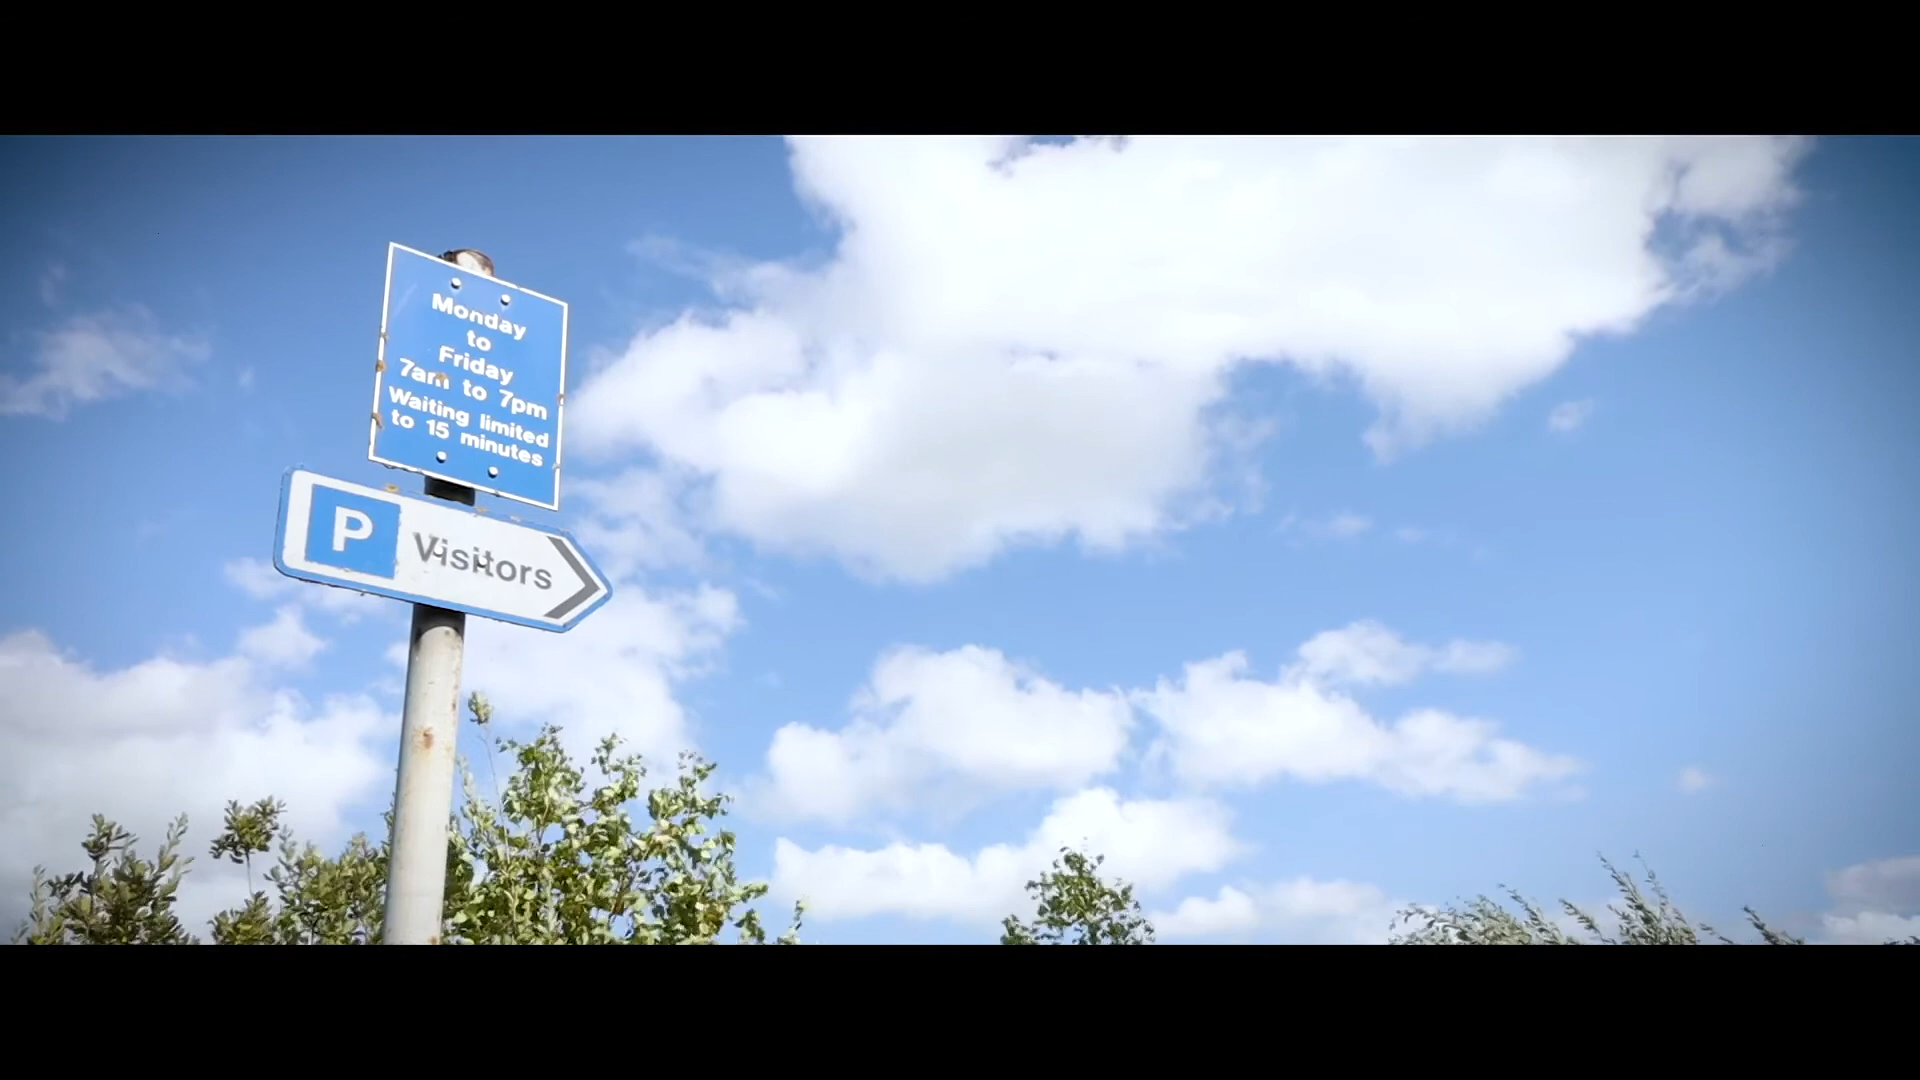 Monday
to
Friday
7am to 7pm
Waiting limited
to 15 minutes
P Visitors